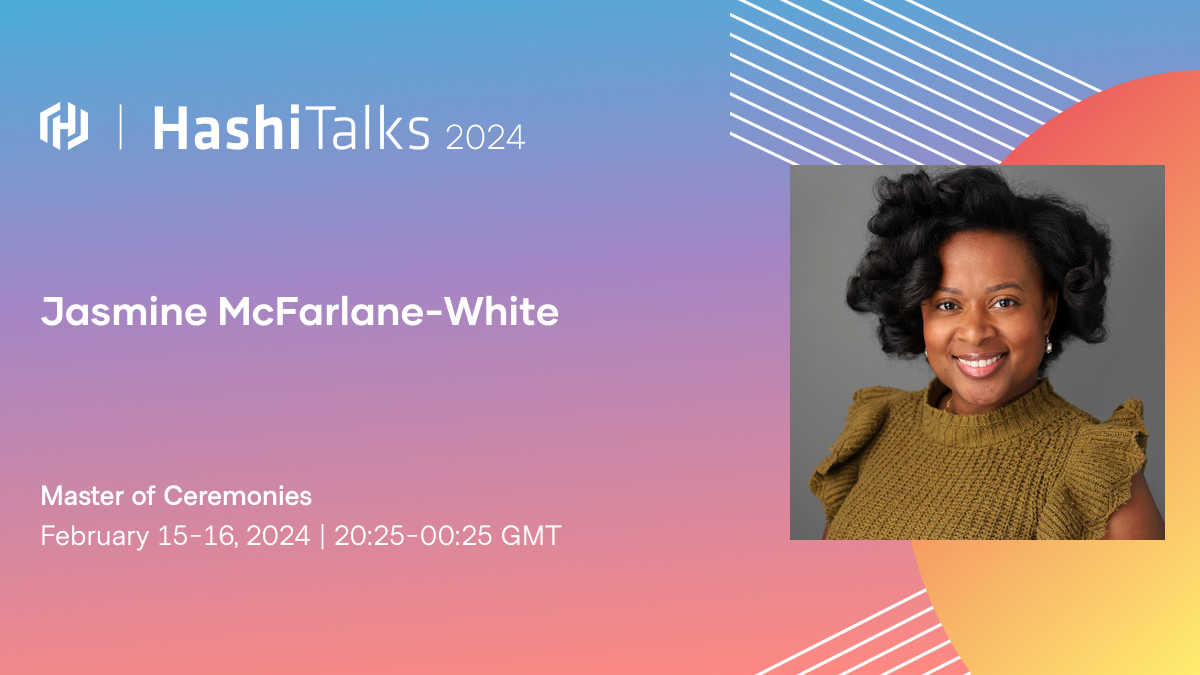 HashiTalks 2024
Jasmine McFarlane-White
Master of Ceremonies
February 15-16, 2024 | 20:25-00:25 GMT